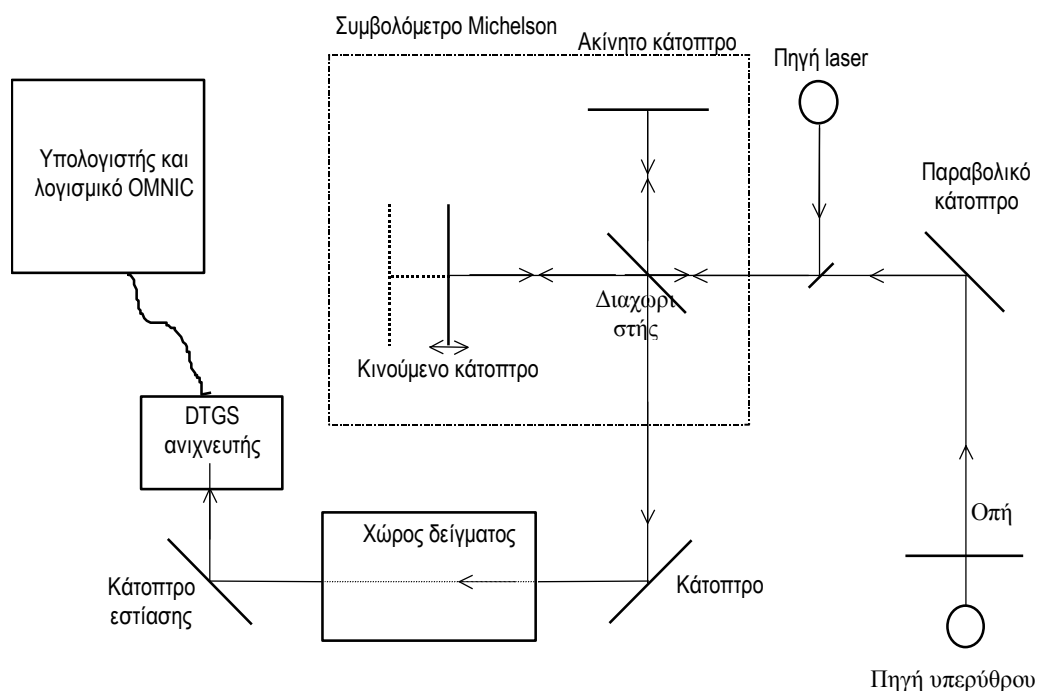 Συμβολόμετρο Michelson
Ακίνητο κάτοπτρο
Πηγή laser
Υπολογιστής και
λογισμικό OMNIC
Παραβολικό
κάτοπτρο
Διαχωρι
στής
Κινούμενο κάτοπτρο
DTGS
ανιχνευτής
Οπή
Χώρος δείγματος
Κάτοπτρο
εστίασης
Κάτοπτρο
Πηγή υπερύθρου